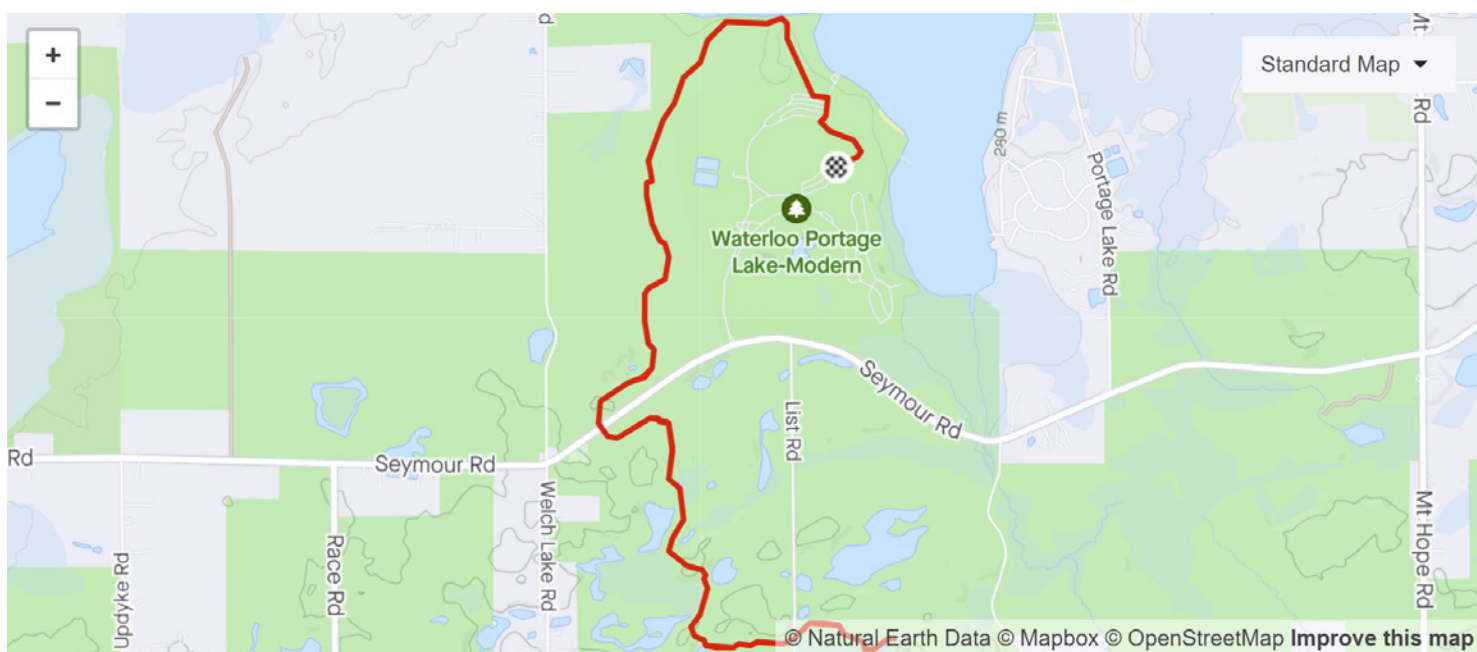 +
−
d
Mt
Rd
Standard Map
280 m
Portage Lake Rd
Waterloo Portage
Lake-Modern
Seymour Rd
List Rd
Rd
Seymour Rd
Welch Lake Rd
Race Rd
Updyke Rd
Mt Hope Rd
© Natural Earth Data © Mapbox © OpenStreetMap Improve this map